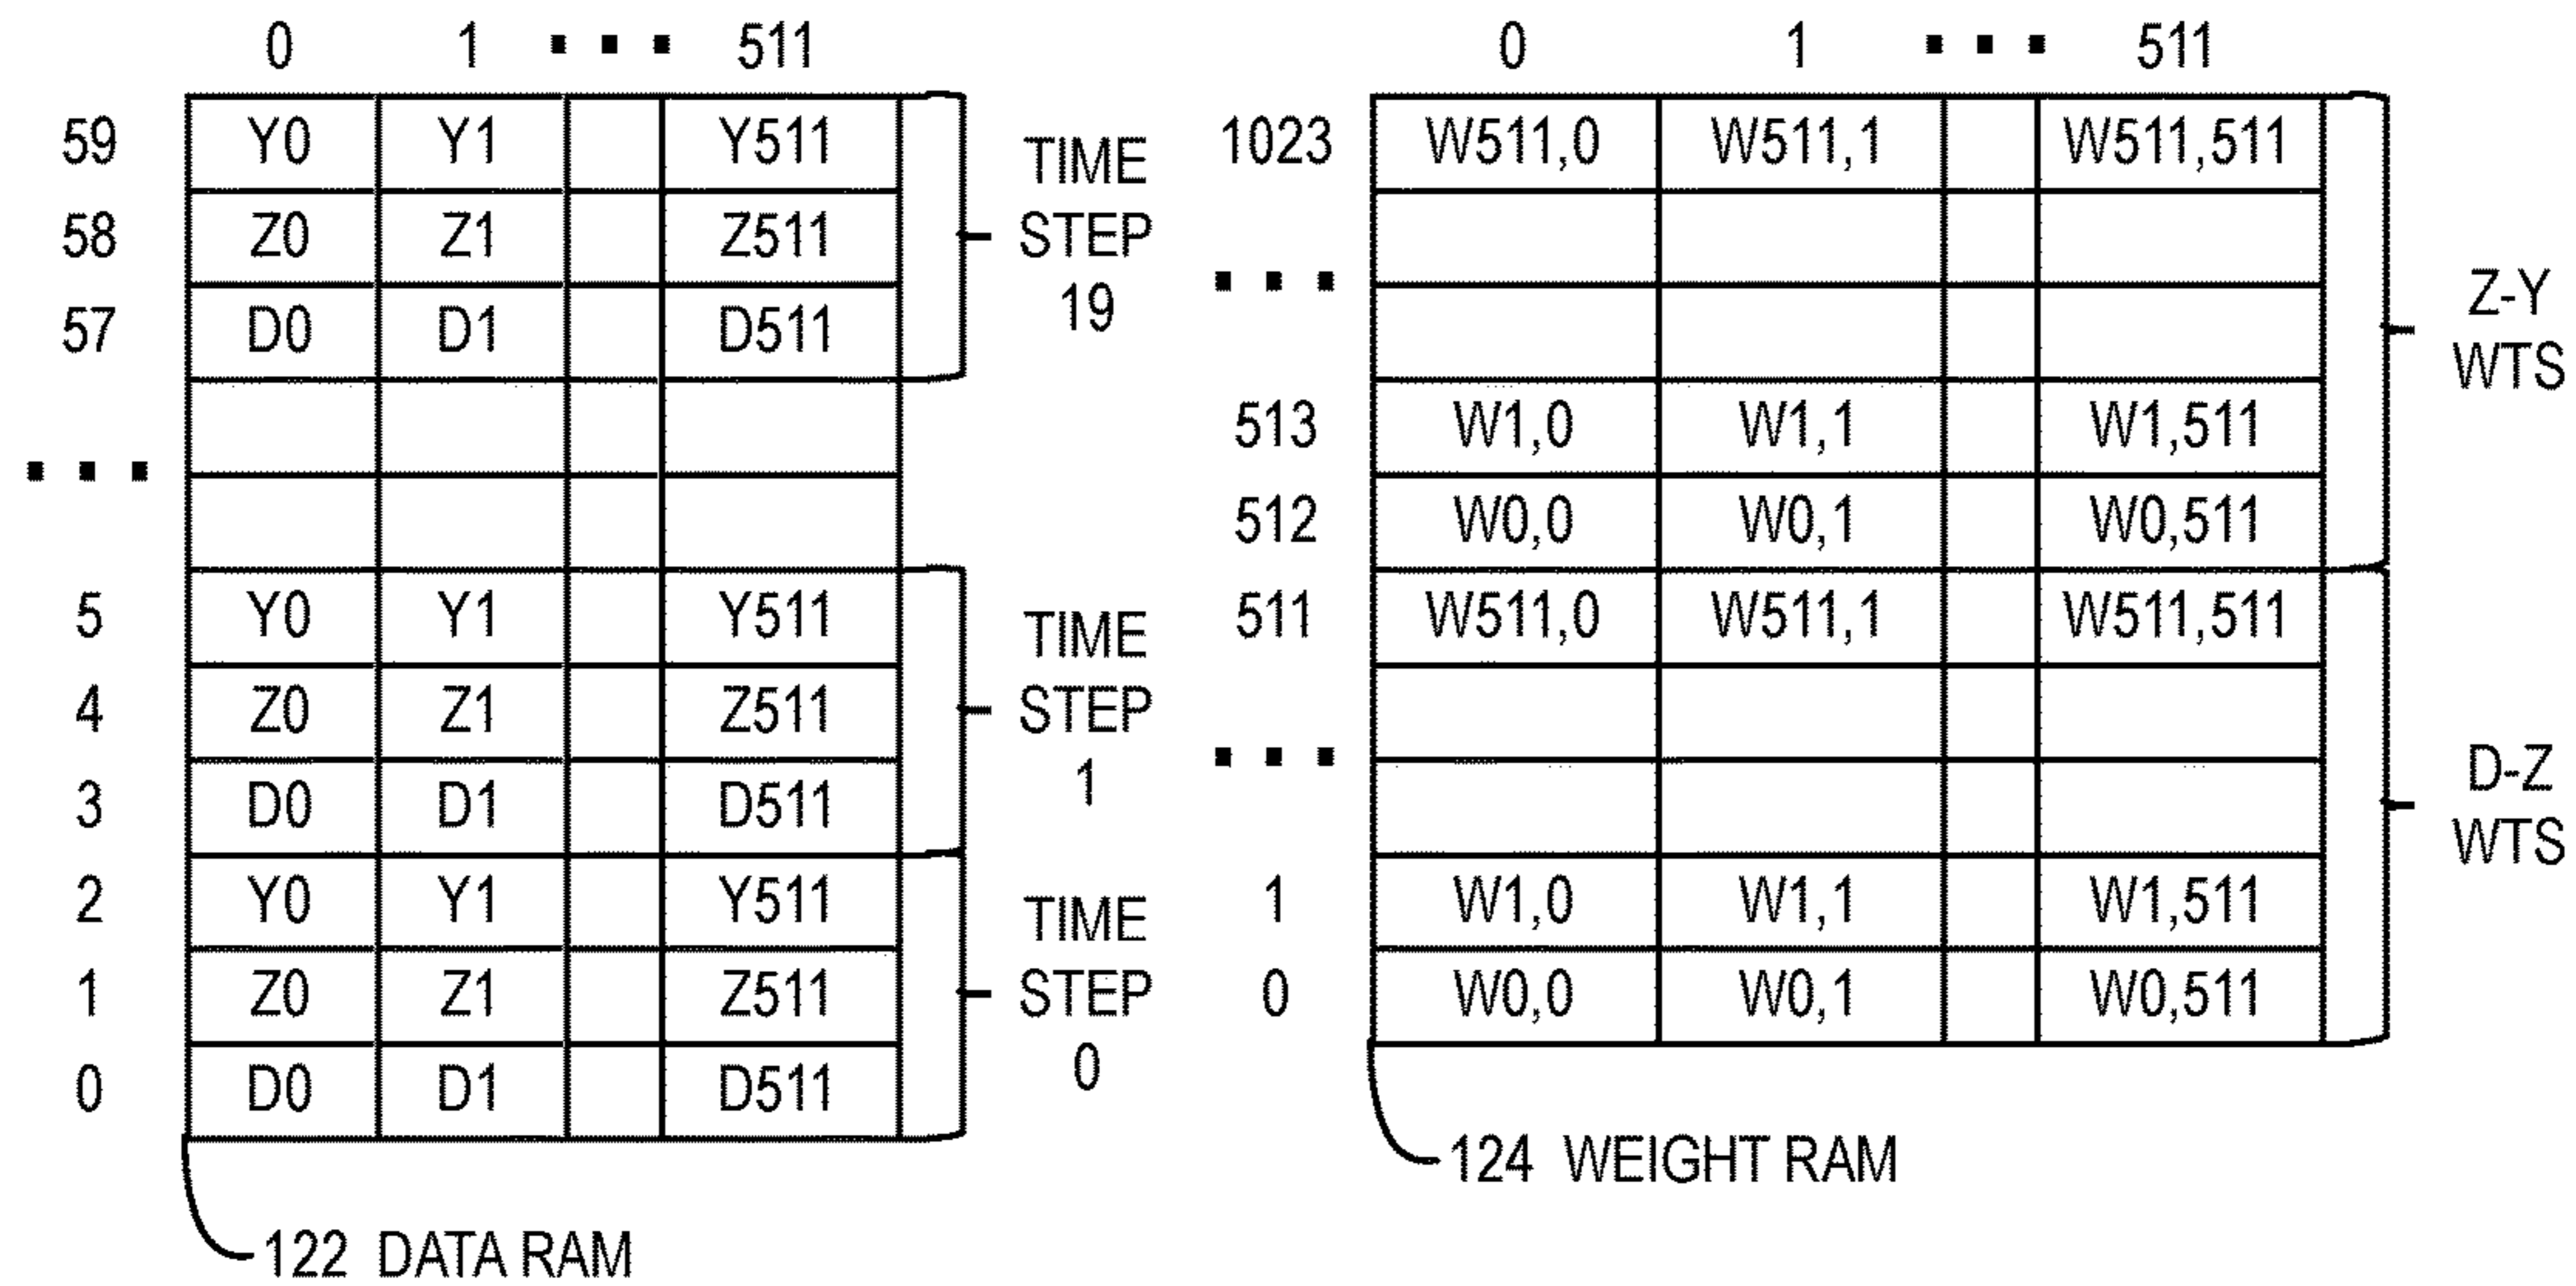 0 1 ▪ ▪ ▪ 511
59 Y0 Y1 Y511
58 Z0 Z1 Z511
57 D0 D1 D511
▪ ▪ ▪
5 Y0 Y1 Y511
4 Z0 Z1 Z511
3 D0 D1 D511
2 Y0 Y1 Y511
1 Z0 Z1 Z511
0 D0 D1 D511
TIME
STEP
19
TIME
STEP
1
TIME
STEP
0
122 DATA RAM
0 1 ▪ ▪ ▪ 511
1023 W511,0 W511,1 W511,511
▪ ▪ ▪
513 W1,0 W1,1 W1,511
512 W0,0 W0,1 W0,511
511 W511,0 W511,1 W511,511
▪ ▪ ▪
1 W1,0 W1,1 W1,511
0 W0,0 W0,1 W0,511
Z-Y
WTS
D-Z
WTS
124 WEIGHT RAM